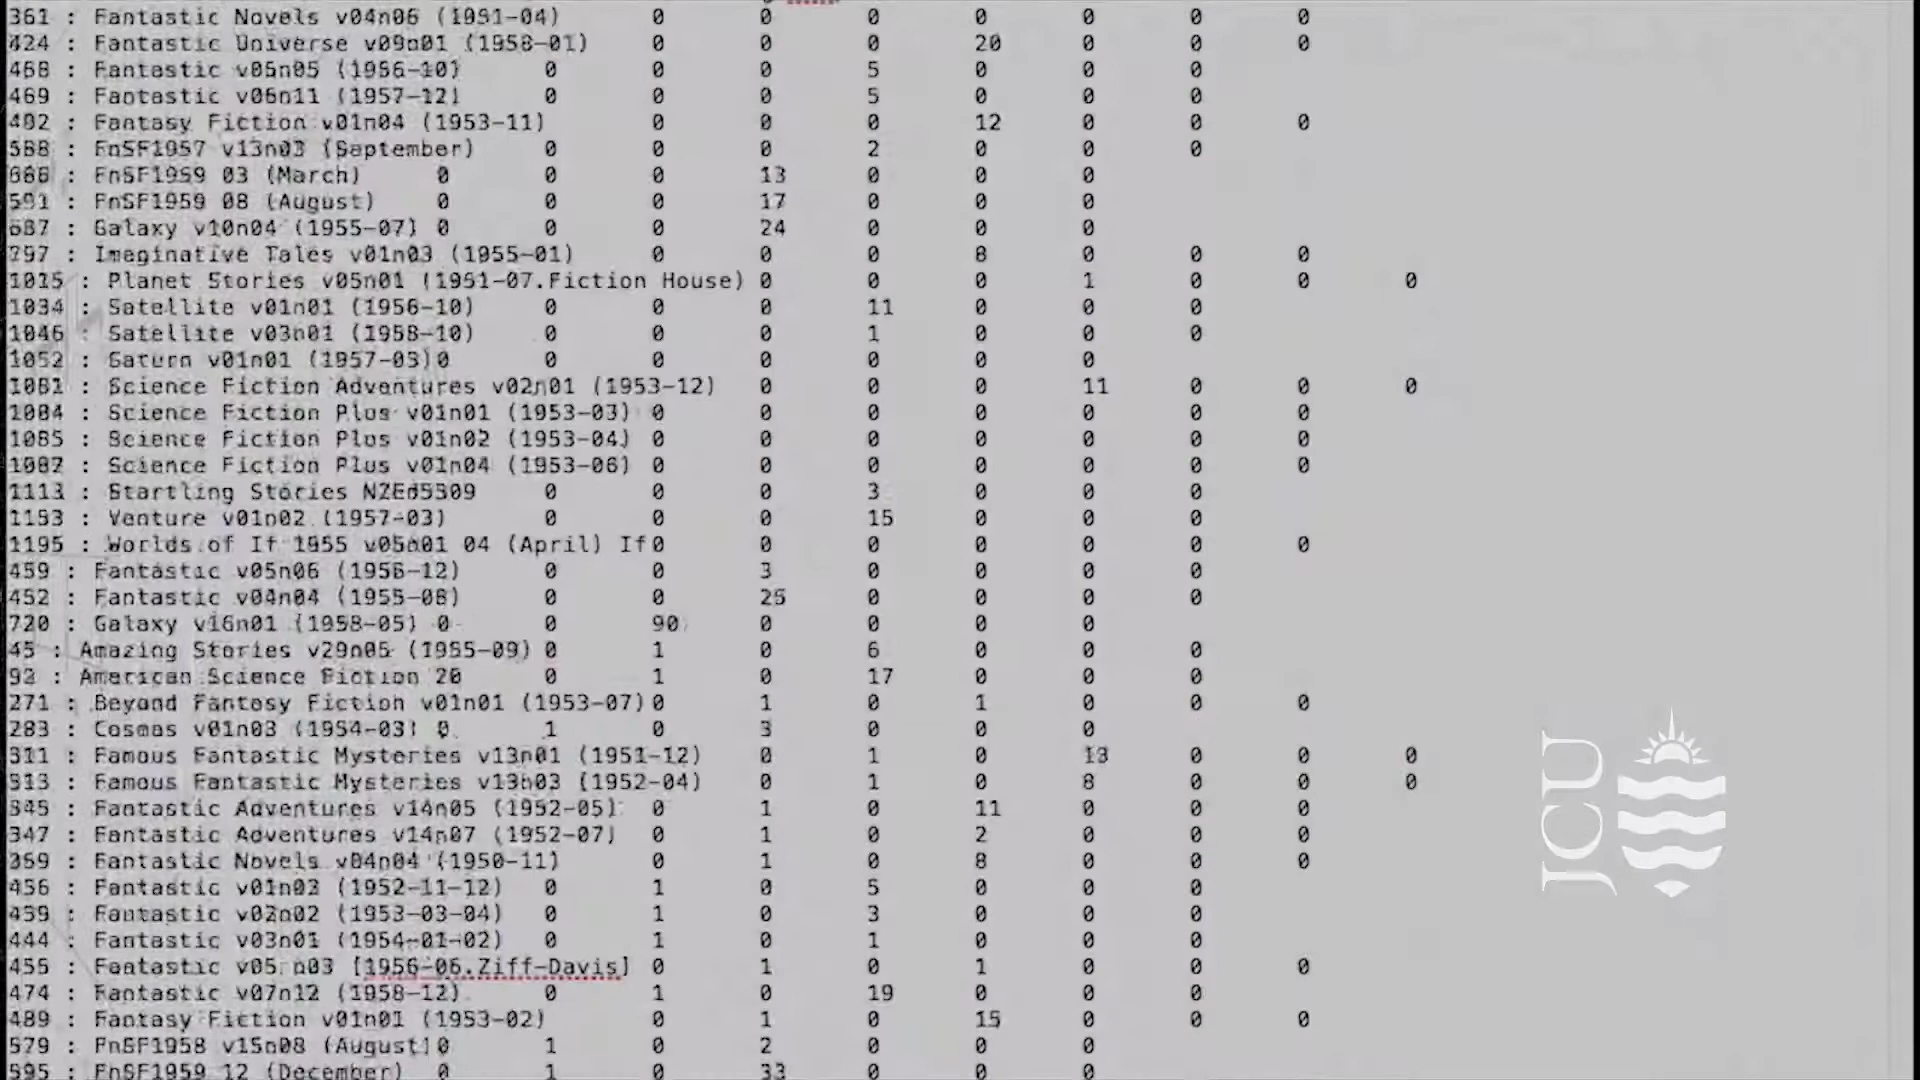 361 : Fantastic Novels v04n06 (1951-04) 0 0 0 0 0 0 0
424 : Fantastic Universe v09n01 (1958-01) 0 0 0 20 0 0 0
468 : Fantastic v05n05 (1956-10) 0 0 0 5 0 0 0
469 : Fantastic v06n11 (1957-12) 0 0 0 5 0 0 0
482 : Fantasy Fiction v01n04 (1953-11) 0 0 0 12 0 0 0
568 : FnSF1957 v13n03 (September) 0 0 0 2 0 0 0
586 : FnSF1959 03 (March) 0 0 0 13 0 0 0
591 : FnSF1959 08 (August) 0 0 0 17 0 0 0
687 : Galaxy v10n04 (1955-07) 0 0 0 24 0 0 0
797 : Imaginative Tales v01n03 (1955-01) 0 0 0 8 0 0 0
1015 : Planet Stories v05n01 (1951-07.Fiction House) 0 0 0 1 0 0 0
1034 : Satellite v01n01 (1956-10) 0 0 0 11 0 0 0
1046 : Satellite v03n01 (1958-10) 0 0 0 1 0 0 0
1052 : Saturn v01n01 (1957-03)0 0 0 0 0 0 0
1081 : Science Fiction Adventures v02n01 (1953-12) 0 0 0 11 0 0 0
1084 : Science Fiction Plus v01n01 (1953-03) 0 0 0 0 0 0 0
1085 : Science Fiction Plus v01n02 (1953-04) 0 0 0 0 0 0 0
1087 : Science Fiction Plus v01n04 (1953-06) 0 0 0 0 0 0 0
1113 : Startling Stories NZEd5309 0 0 0 3 0 0 0
1153 : Venture v01n02 (1957-03) 0 0 0 15 0 0 0
1195 : Worlds of If 1955 v05n01 04 (April) If0 0 0 0 0 0 0
459 : Fantastic v05n06 (1956-12) 0 0 3 0 0 0 0
452 : Fantastic v04n04 (1955-08) 0 0 25 0 0 0 0
720 : Galaxy v16n01 (1958-05) 0 0 90 0 0 0 0
45 : Amazing Stories v29n05 (1955-09) 0 1 0 6 0 0 0
92 : American Science Fiction 26 0 1 0 17 0 0 0
271 : Beyond Fantasy Fiction v01n01 (1953-07)0 1 0 1 0 0 0
283 : Cosmos v01n03 (1954-03) 0 1 0 3 0 0 0
311 : Famous Fantastic Mysteries v13n01 (1951-12) 0 1 0 13 0 0 0
313 : Famous Fantastic Mysteries v13n03 (1952-04) 0 1 0 8 0 0 0
345 : Fantastic Adventures v14n05 (1952-05) 0 1 0 11 0 0 0
347 : Fantastic Adventures v14n07 (1952-07) 0 1 0 2 0 0 0
359 : Fantastic Novels v04n04 (1950-11) 0 1 0 8 0 0 0
456 : Fantastic v01n03 (1952-11-12) 0 1 0 5 0 0 0
439 : Fantastic v02n02 (1953-03-04) 0 1 0 3 0 0 0
444 : Fantastic v03n01 (1954-01-02) 0 1 0 1 0 0 0
455 : Fantastic v05 n03 [1956-06.Ziff-Davis] 0 1 0 1 0 0 0
474 : Fantastic v07n12 (1958-12) 0 1 0 19 0 0 0
489 : Fantasy Fiction v01n01 (1953-02) 0 1 0 15 0 0 0
579 : FnSF1958 v15n08 (August)0 1 0 2 0 0 0
595 : FnSF1959 12 (December) 0 1 0 33 0 0 0
JCU